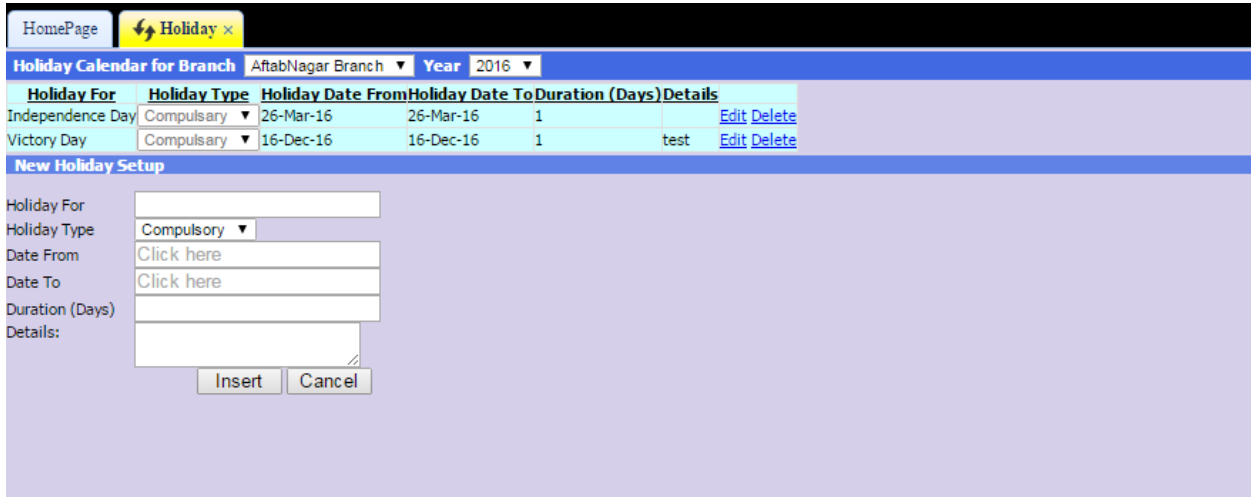 HomePage Holiday ×
Holiday Calendar for Branch AftabNagar Branch ▼ Year 2016 ▼
Holiday For Holiday Type Holiday Date From Holiday Date To Duration (Days) Details
Independence Day Compulsary ▼ 26-Mar-16 26-Mar-16 1 Edit Delete
Victory Day Compulsary ▼ 16-Dec-16 16-Dec-16 1 test Edit Delete
New Holiday Setup
Holiday For
Holiday Type Compulsory ▼
Date From Click here
Date To Click here
Duration (Days)
Details:
Insert Cancel